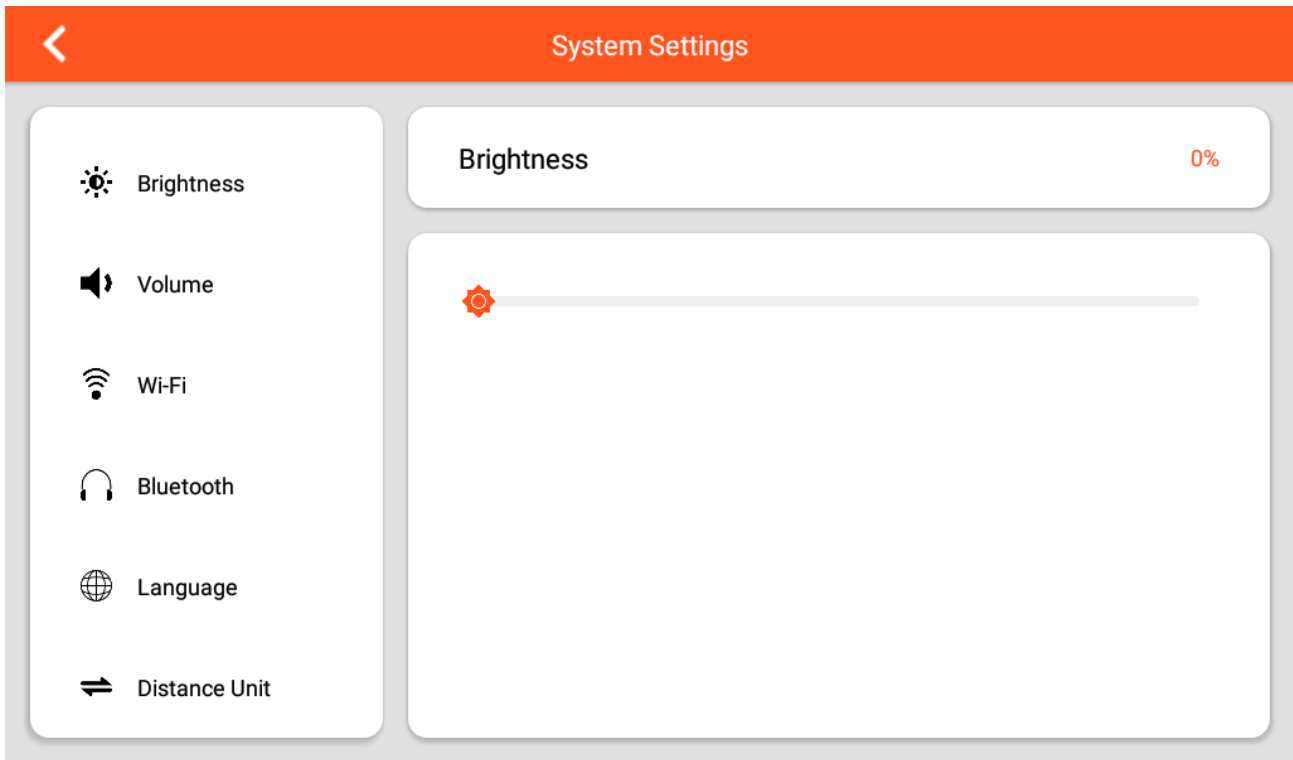 System Settings
Brightness
Volume
Wi-Fi
Bluetooth
Language
Distance Unit
Brightness 0%